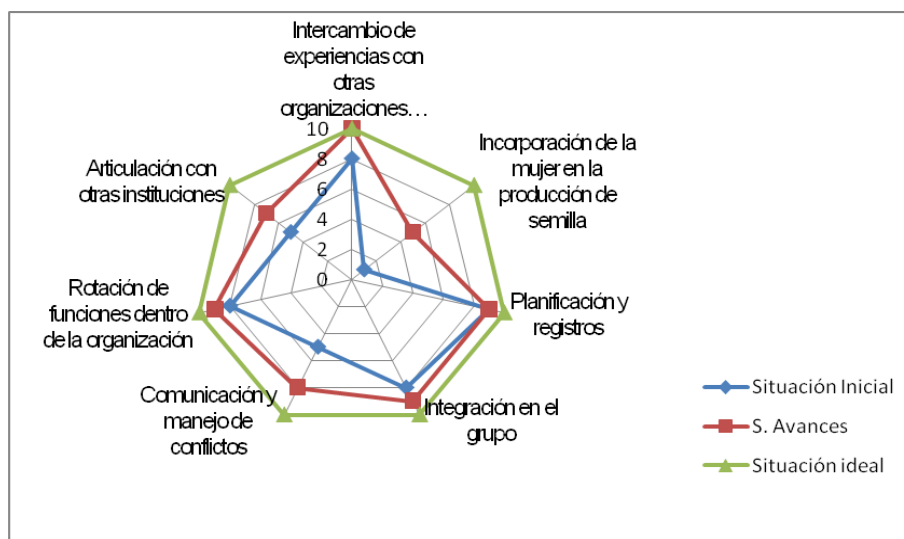 Intercambio de
experiencias con
otras
organizaciones…
Incorporación de la
mujer en la
producción de
semilla
Planificación y
registros
Integración en el
grupo
Comunicación y
manejo de
conflictos
Rotación de
funciones dentro
de la organización
Articulación con
otras instituciones
10
8
6
4
2
0
Situación Inicial
S. Avances
Situación ideal